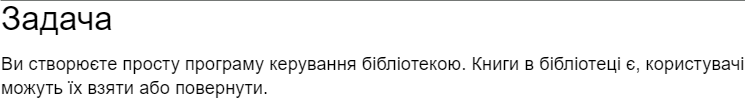 Задача
Ви створюєте просту програму керування бібліотекою. Книги в бібліотеці є, користувачі
можуть їх взяти або повернути.